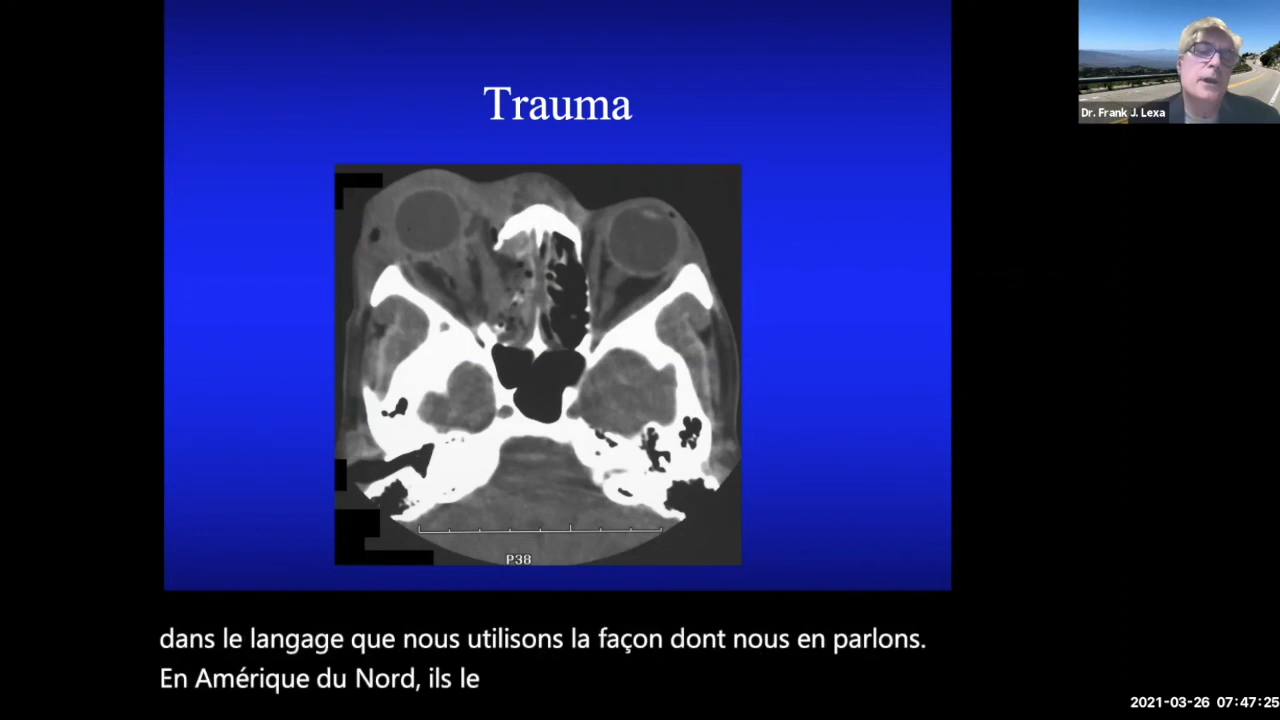 Trauma
Dr. Frank J. Lexa
P38
dans le langage que nous utilisons la façon dont nous en parlons.
En Amérique du Nord, ils le
2021-03-26 07:47:25